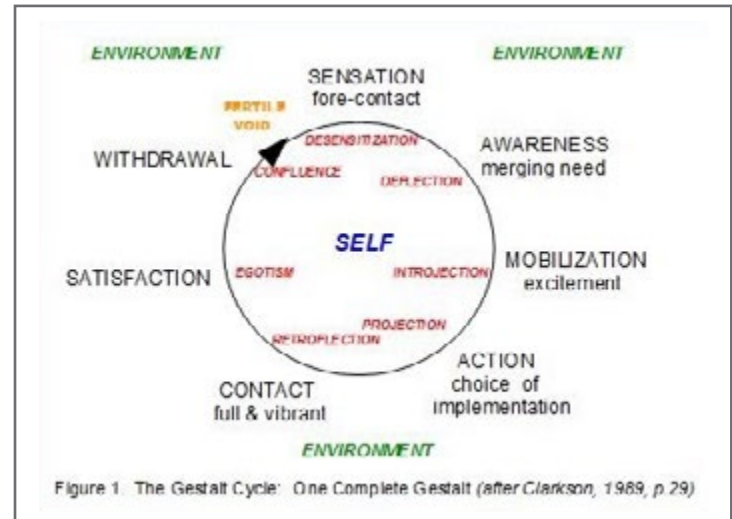 ENVIRONMENT
ENVIRONMENT
SENSATION
fore-contact
FERTILE
VOID
DESENSITIZATION
AWARENESS
merging need
WITHDRAWAL
CONFLUENCE
DEFLECTION
SELF
MOBILIZATION
excitement
SATISFACTION
EGOTISM
INTROJECTION
PROJECTION
RETROFLECTION
ACTION
choice of
implementation
CONTACT
full & vibrant
ENVIRONMENT
Figure 1. The Gestalt Cycle: One Complete Gestalt (after Clarkson, 1989, p.29)